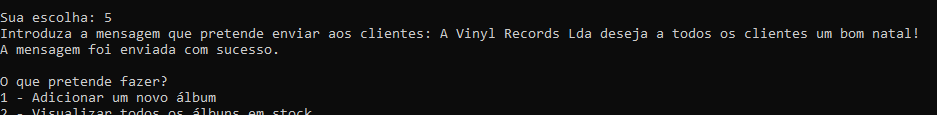 Sua escolha: 5
Introduza a mensagem que pretende enviar aos clientes: A Vinyl Records Lda deseja a todos os clientes um bom natal!
A mensagem foi enviada com sucesso.
O que pretende fazer?
1 - Adicionar um novo álbum
2 - Visualizar todos os álbuns em stock